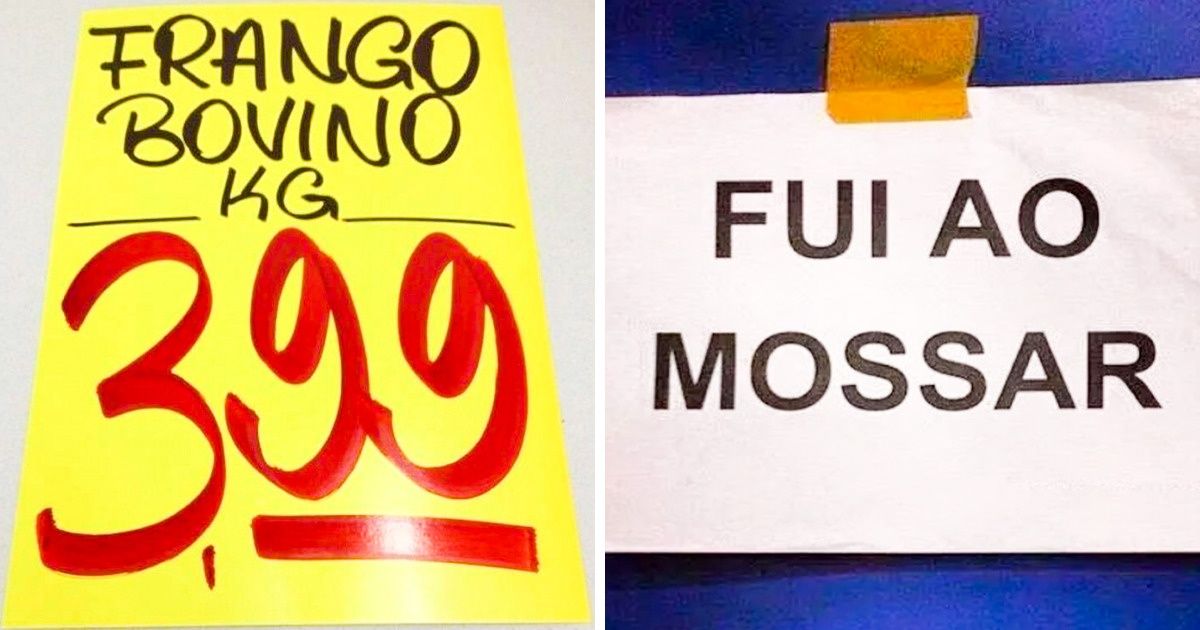 FRANGO
BOVINO
KG
3,99
FUI AO
MOSSAR